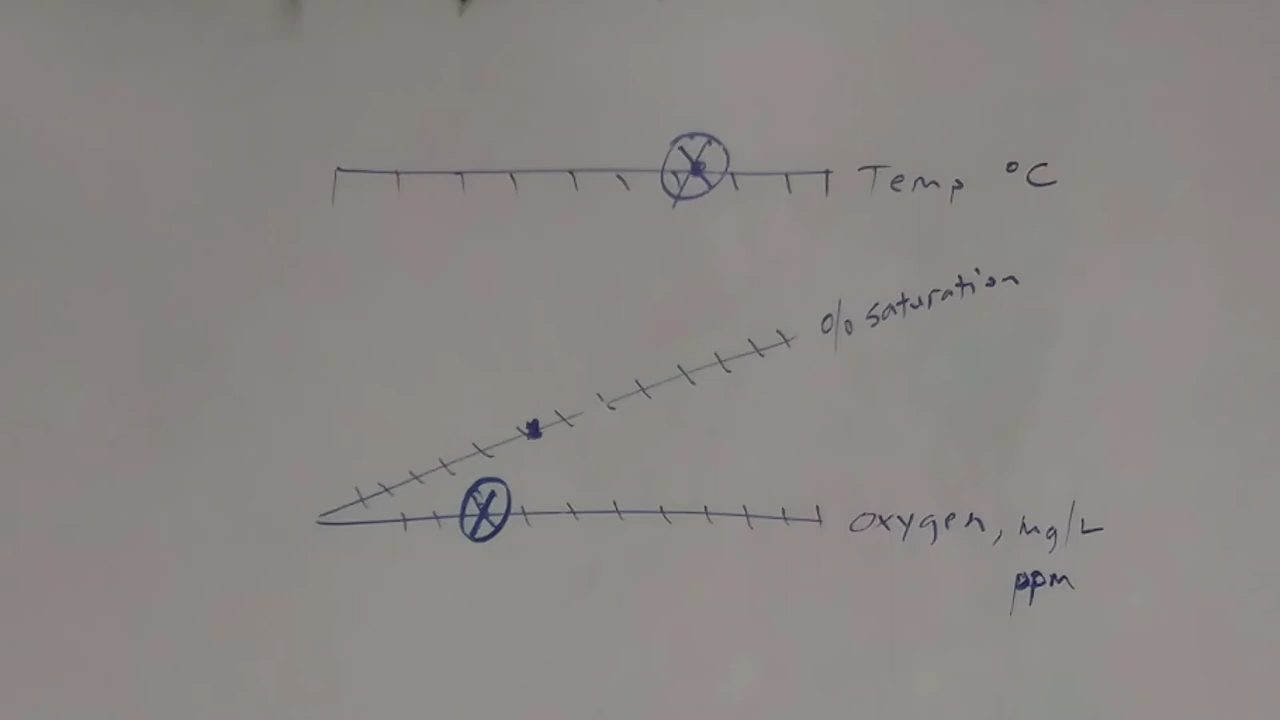 Temp °C
% saturation
oxygen, mg/L
ppm